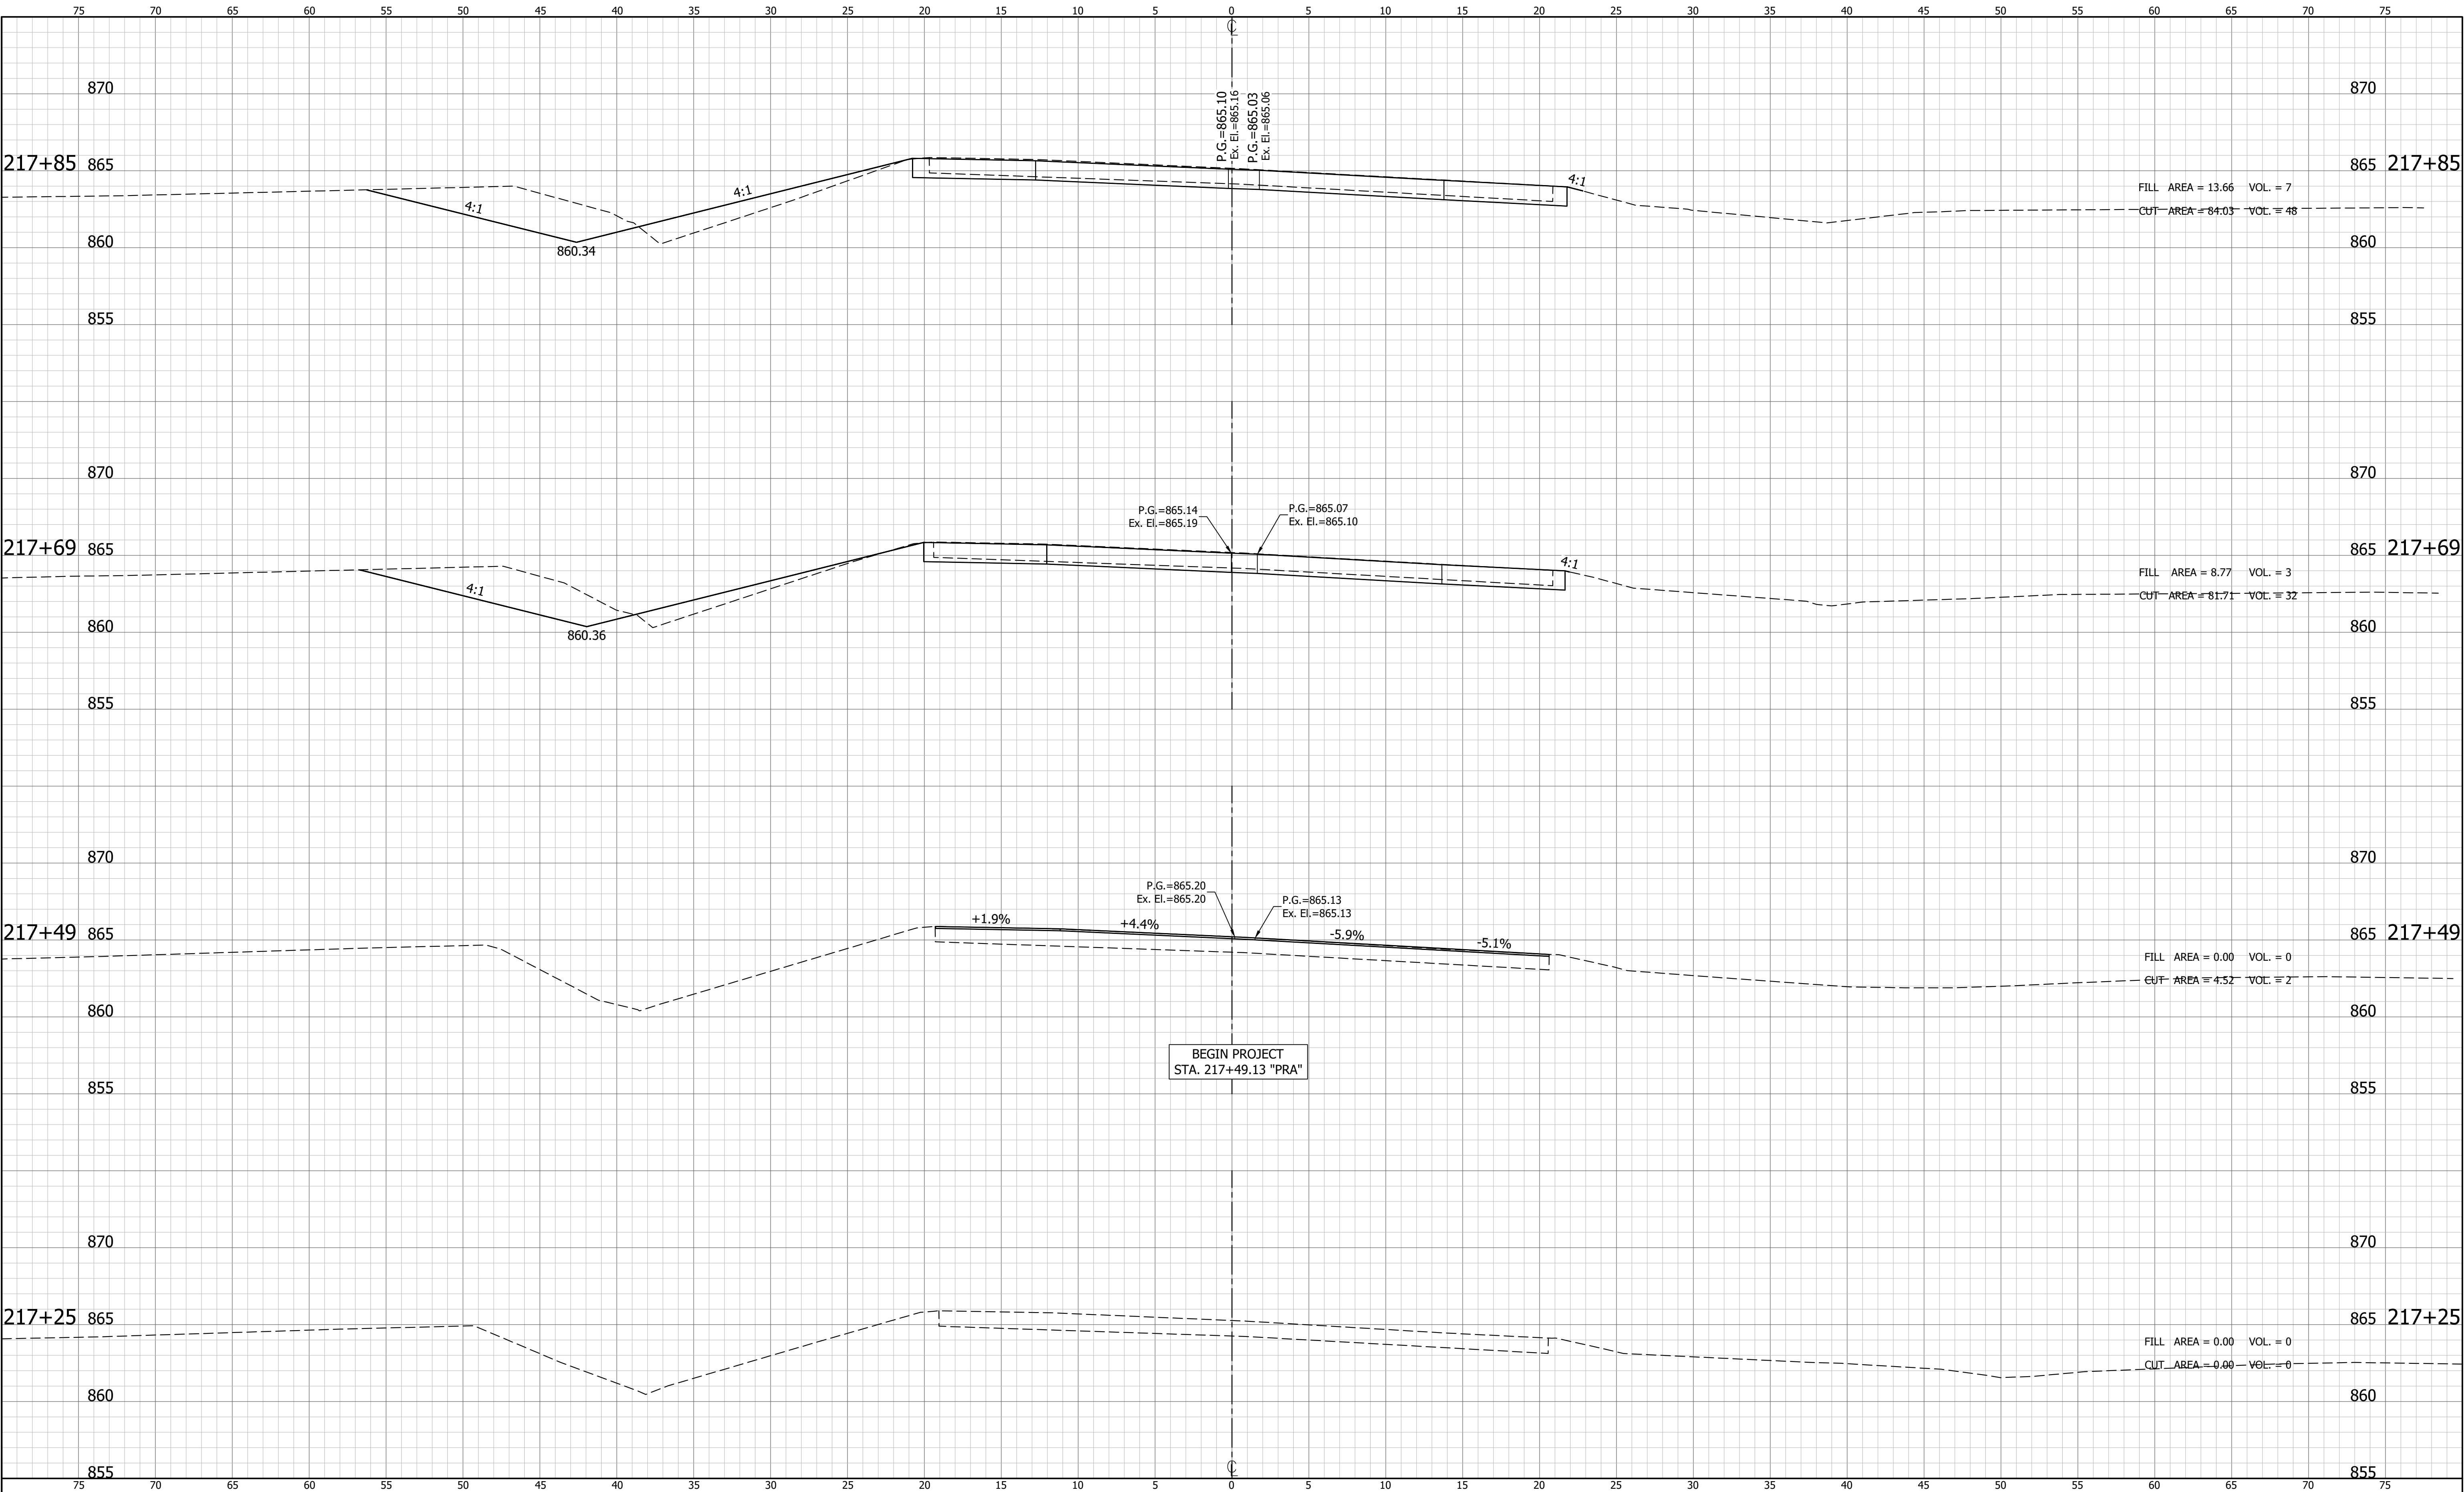 75 70 65 60 55 50 45 40 35 30 25 20 15 10 5 0 5 10 15 20 25 30 35 40 45 50 55 60 65 70 75
℄
870 870
P.G.=865.10
Ex. El.=865.16
P.G.=865.03
Ex. El.=865.06
217+85 865 865 217+85
4:1 4:1 4:1
FILL AREA = 13.66 VOL. = 7
CUT AREA = 84.03 VOL. = 48
860 860
860.34
855 855
870 870
P.G.=865.14
Ex. El.=865.19
P.G.=865.07
Ex. El.=865.10
217+69 865 865 217+69
4:1 4:1
FILL AREA = 8.77 VOL. = 3
CUT AREA = 81.71 VOL. = 32
860 860
860.36
855 855
870 870
P.G.=865.20
Ex. El.=865.20
P.G.=865.13
Ex. El.=865.13
+1.9% +4.4% -5.9% -5.1%
217+49 865 865 217+49
FILL AREA = 0.00 VOL. = 0
CUT AREA = 4.52 VOL. = 2
860 860
BEGIN PROJECT
STA. 217+49.13 "PRA"
855 855
870 870
217+25 865 865 217+25
FILL AREA = 0.00 VOL. = 0
CUT AREA = 0.00 VOL. = 0
860 860
℄
855 855
75 70 65 60 55 50 45 40 35 30 25 20 15 10 5 0 5 10 15 20 25 30 35 40 45 50 55 60 65 70 75